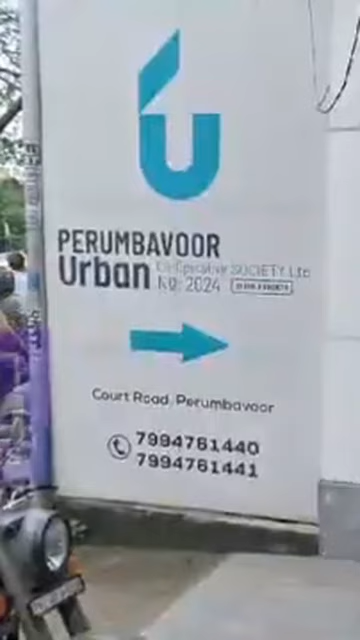 PERUMBAVOOR
Urban Co-Operative SOCIETY Ltd
No: 2024
Court Road, Perumbavoor
7994761440
7994761441